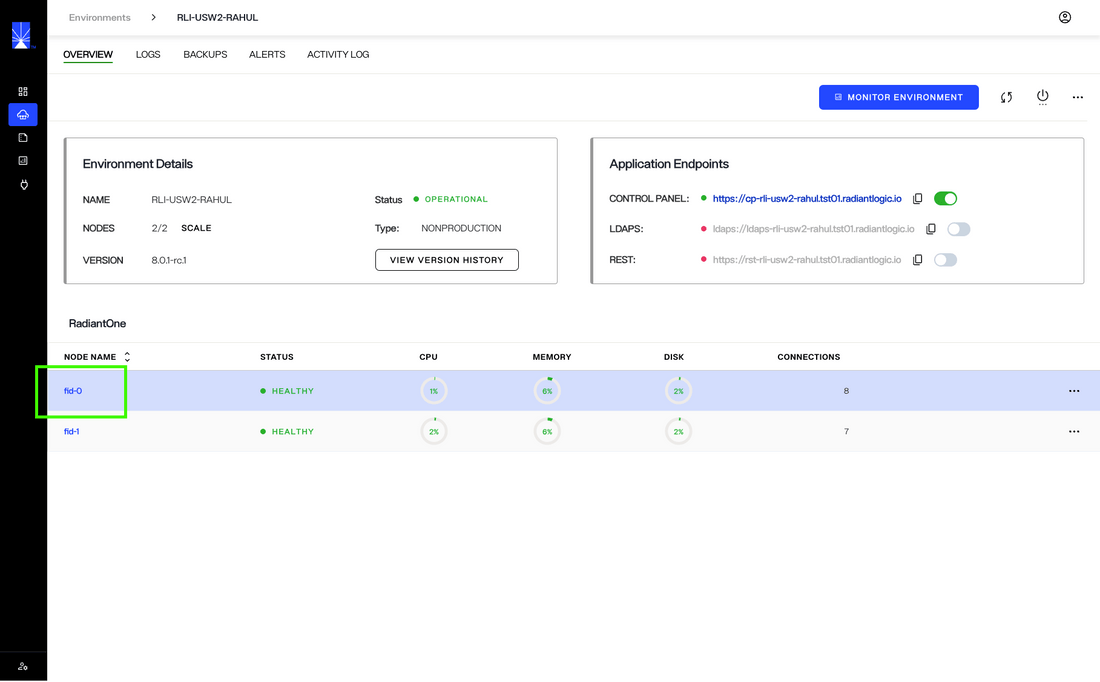 Environments > RLI-USW2-RAHUL
OVERVIEW LOGS BACKUPS ALERTS ACTIVITY LOG
MONITOR ENVIRONMENT
Environment Details
NAME RLI-USW2-RAHUL Status OPERATIONAL
NODES 2/2 SCALE Type: NONPRODUCTION
VERSION 8.0.1-rc.1 VIEW VERSION HISTORY
Application Endpoints
CONTROL PANEL: https://cp-rli-usw2-rahul.tst01.radiantlogic.io
LDAPS: ldaps://ldaps-rli-usw2-rahul.tst01.radiantlogic.io
REST: https://rst-rli-usw2-rahul.tst01.radiantlogic.io
RadiantOne
NODE NAME STATUS CPU MEMORY DISK CONNECTIONS
fid-0 HEALTHY 1% 6% 2% 8
fid-1 HEALTHY 2% 6% 2% 7